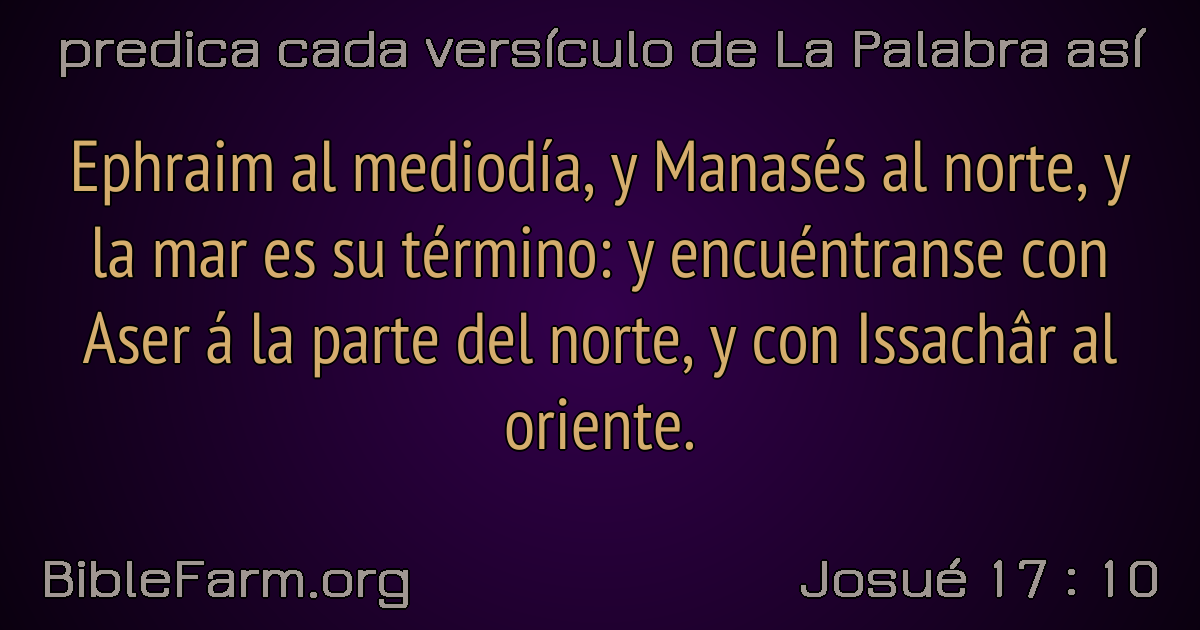 predica cada versículo de La Palabra así
Ephraim al mediodía, y Manasés al norte, y
la mar es su término: y encuéntranse con
Aser á la parte del norte, y con Issachâr al
oriente.
BibleFarm.org
Josué 17 : 10